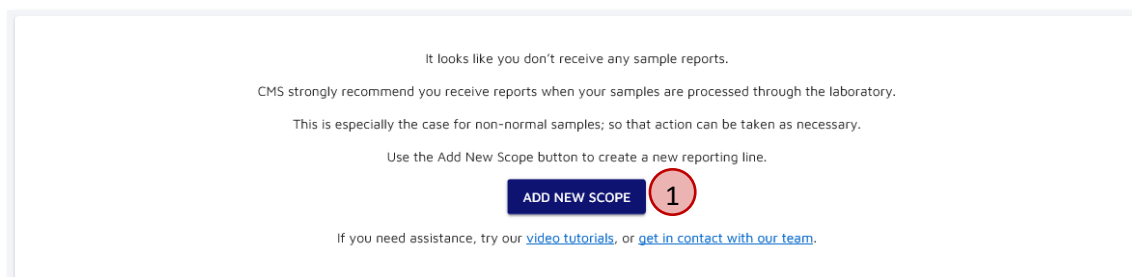 It looks like you don't receive any sample reports.
CMS strongly recommend you receive reports when your samples are processed through the laboratory.
This is especially the case for non-normal samples; so that action can be taken as necessary.
Use the Add New Scope button to create a new reporting line.
ADD NEW SCOPE 1
If you need assistance, try our video tutorials, or get in contact with our team.